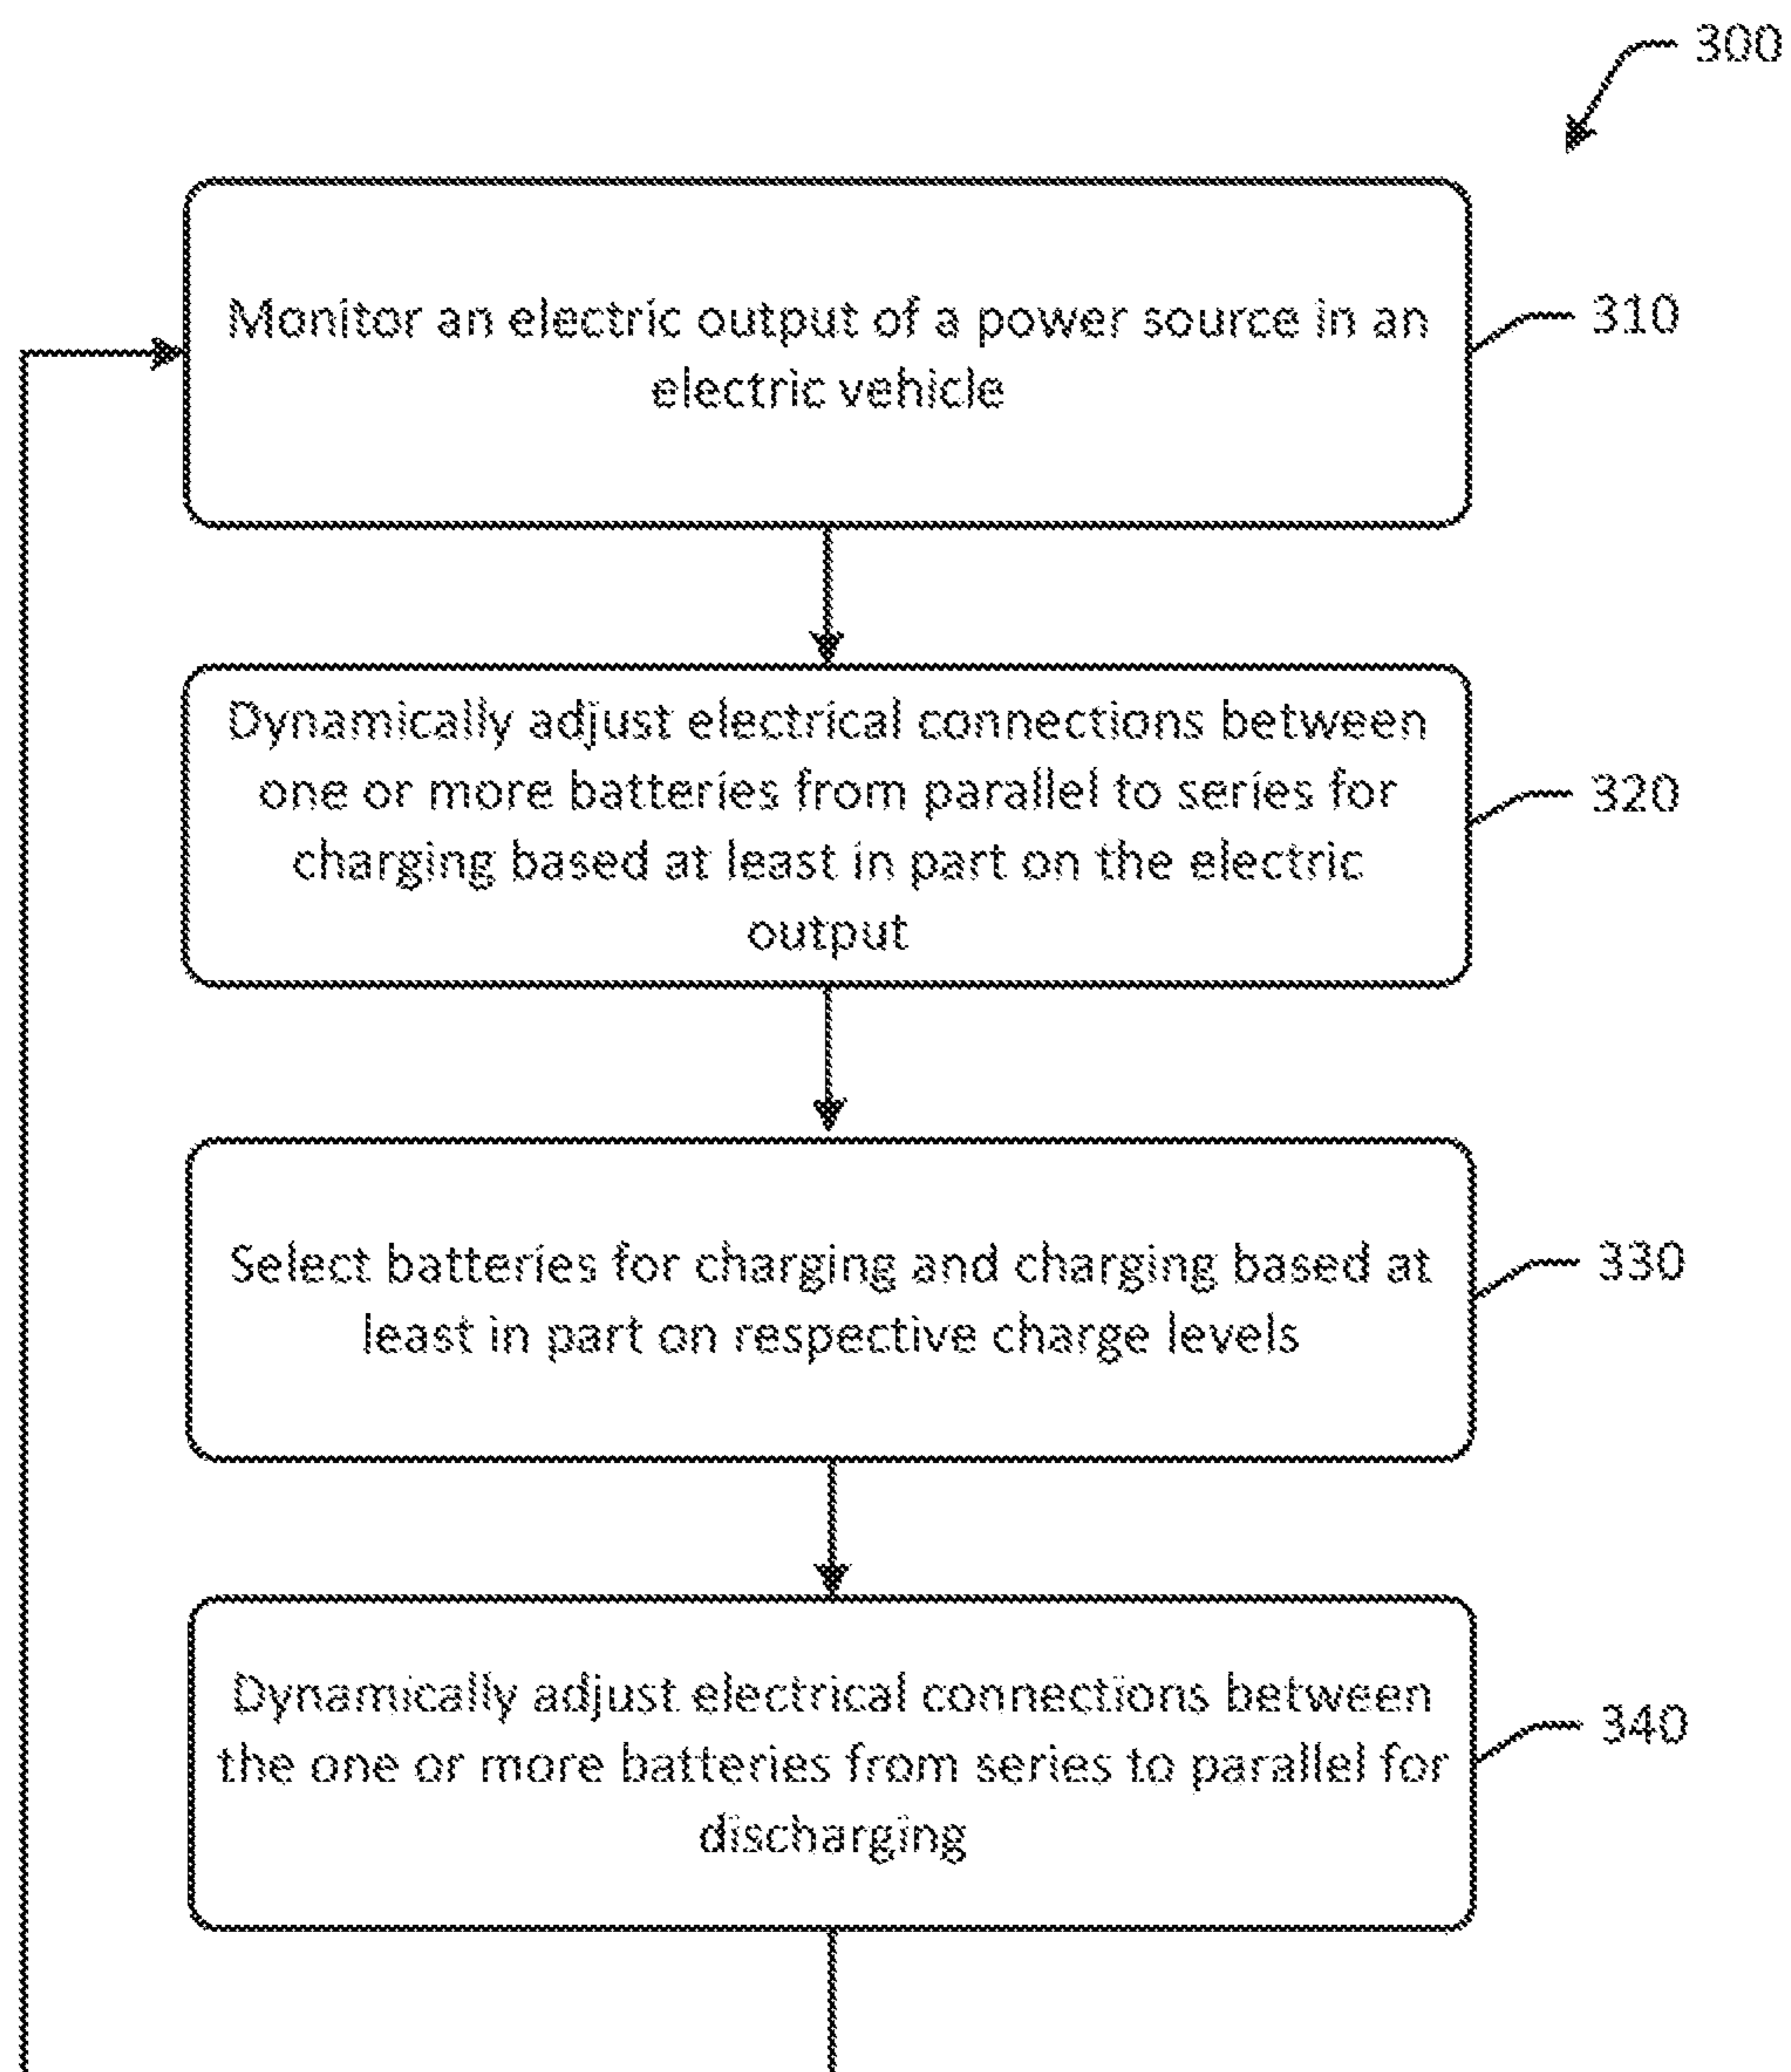 300
Monitor an electric output of a power source in an
electric vehicle
310
Dynamically adjust electrical connections between
one or more batteries from parallel to series for
charging based at least in part on the electric
output
320
Select batteries for charging and charging based at
least in part on respective charge levels
330
Dynamically adjust electrical connections between
the one or more batteries from series to parallel for
discharging
340